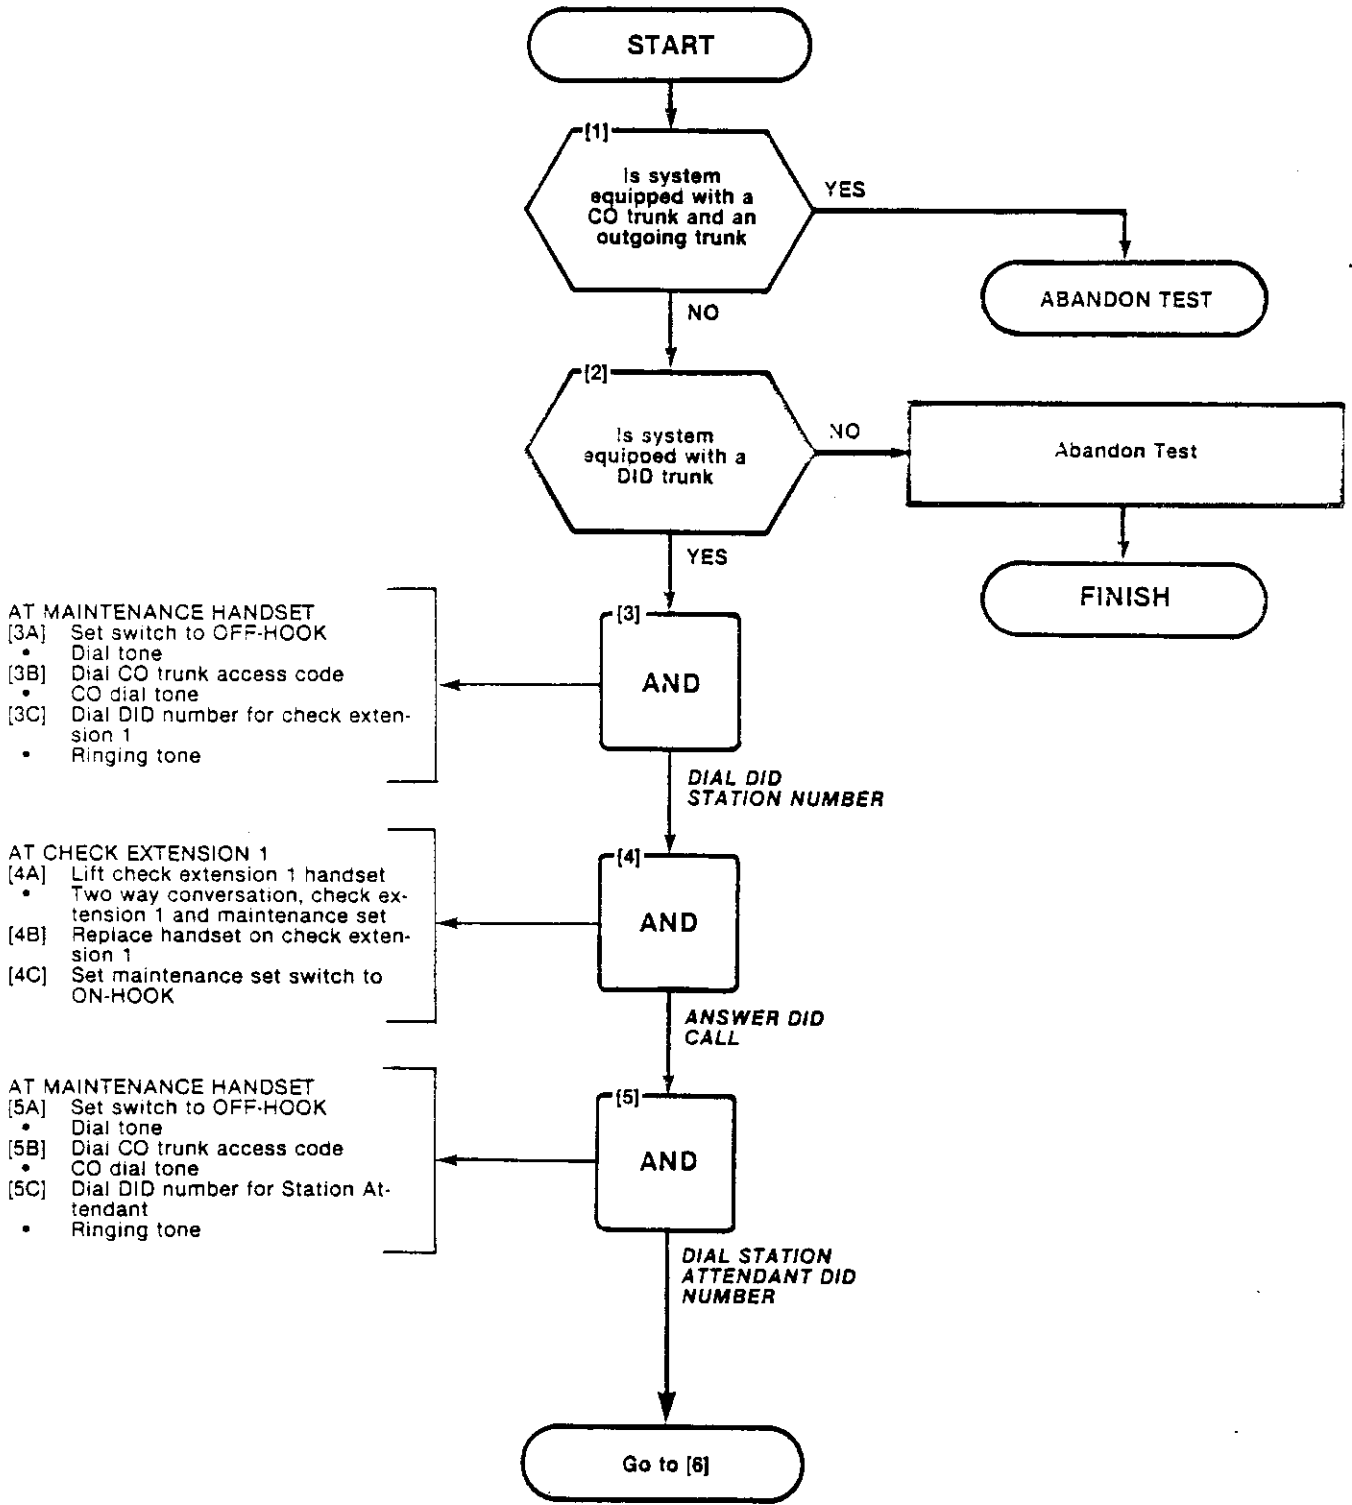 START
[1]
Is system
equipped with a
CO trunk and an
outgoing trunk
YES
ABANDON TEST
NO
[2]
Is system
equipped with a
DID trunk
NO
Abandon Test
YES
FINISH
AT MAINTENANCE HANDSET
[3A] Set switch to OFF-HOOK
• Dial tone
[3B] Dial CO trunk access code
• CO dial tone
[3C] Dial DID number for check exten-
sion 1
• Ringing tone
[3]
AND
DIAL DID
STATION NUMBER
AT CHECK EXTENSION 1
[4A] Lift check extension 1 handset
• Two way conversation, check ex-
tension 1 and maintenance set
[4B] Replace handset on check exten-
sion 1
[4C] Set maintenance set switch to
ON-HOOK
[4]
AND
ANSWER DID
CALL
AT MAINTENANCE HANDSET
[5A] Set switch to OFF-HOOK
• Dial tone
[5B] Dial CO trunk access code
• CO dial tone
[5C] Dial DID number for Station At-
tendant
• Ringing tone
[5]
AND
DIAL STATION
ATTENDANT DID
NUMBER
Go to [6]